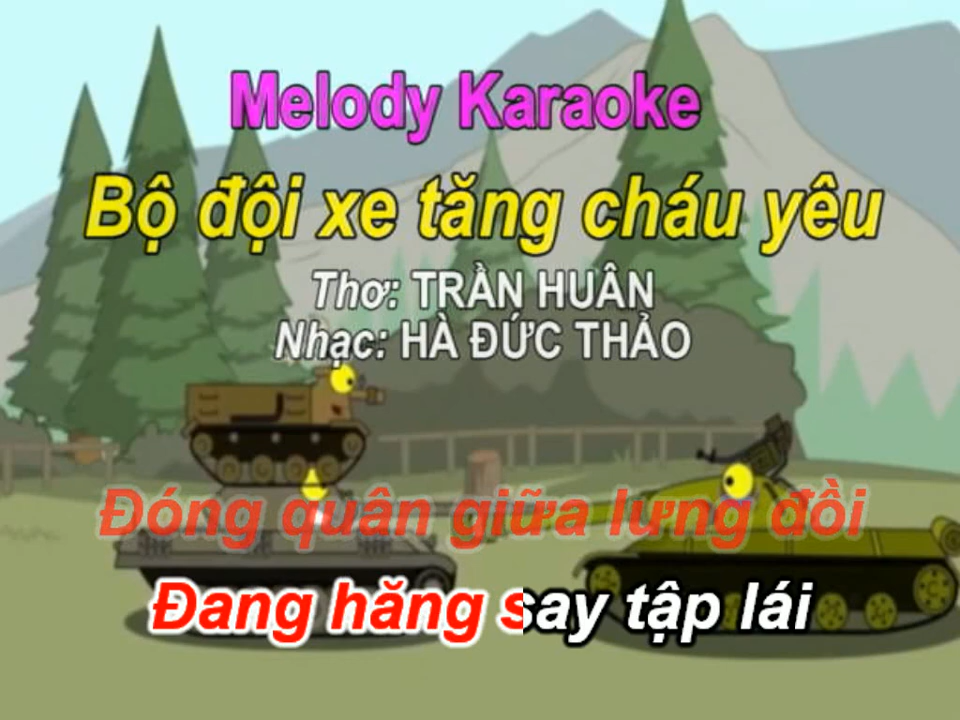 Melody Karaoke
Bộ đội xe tăng cháu yêu
Thơ: TRẦN HUÂN
Nhạc: HÀ ĐỨC THẢO
Đóng quân giữa lưng đồi
Đang hăng say tập lái